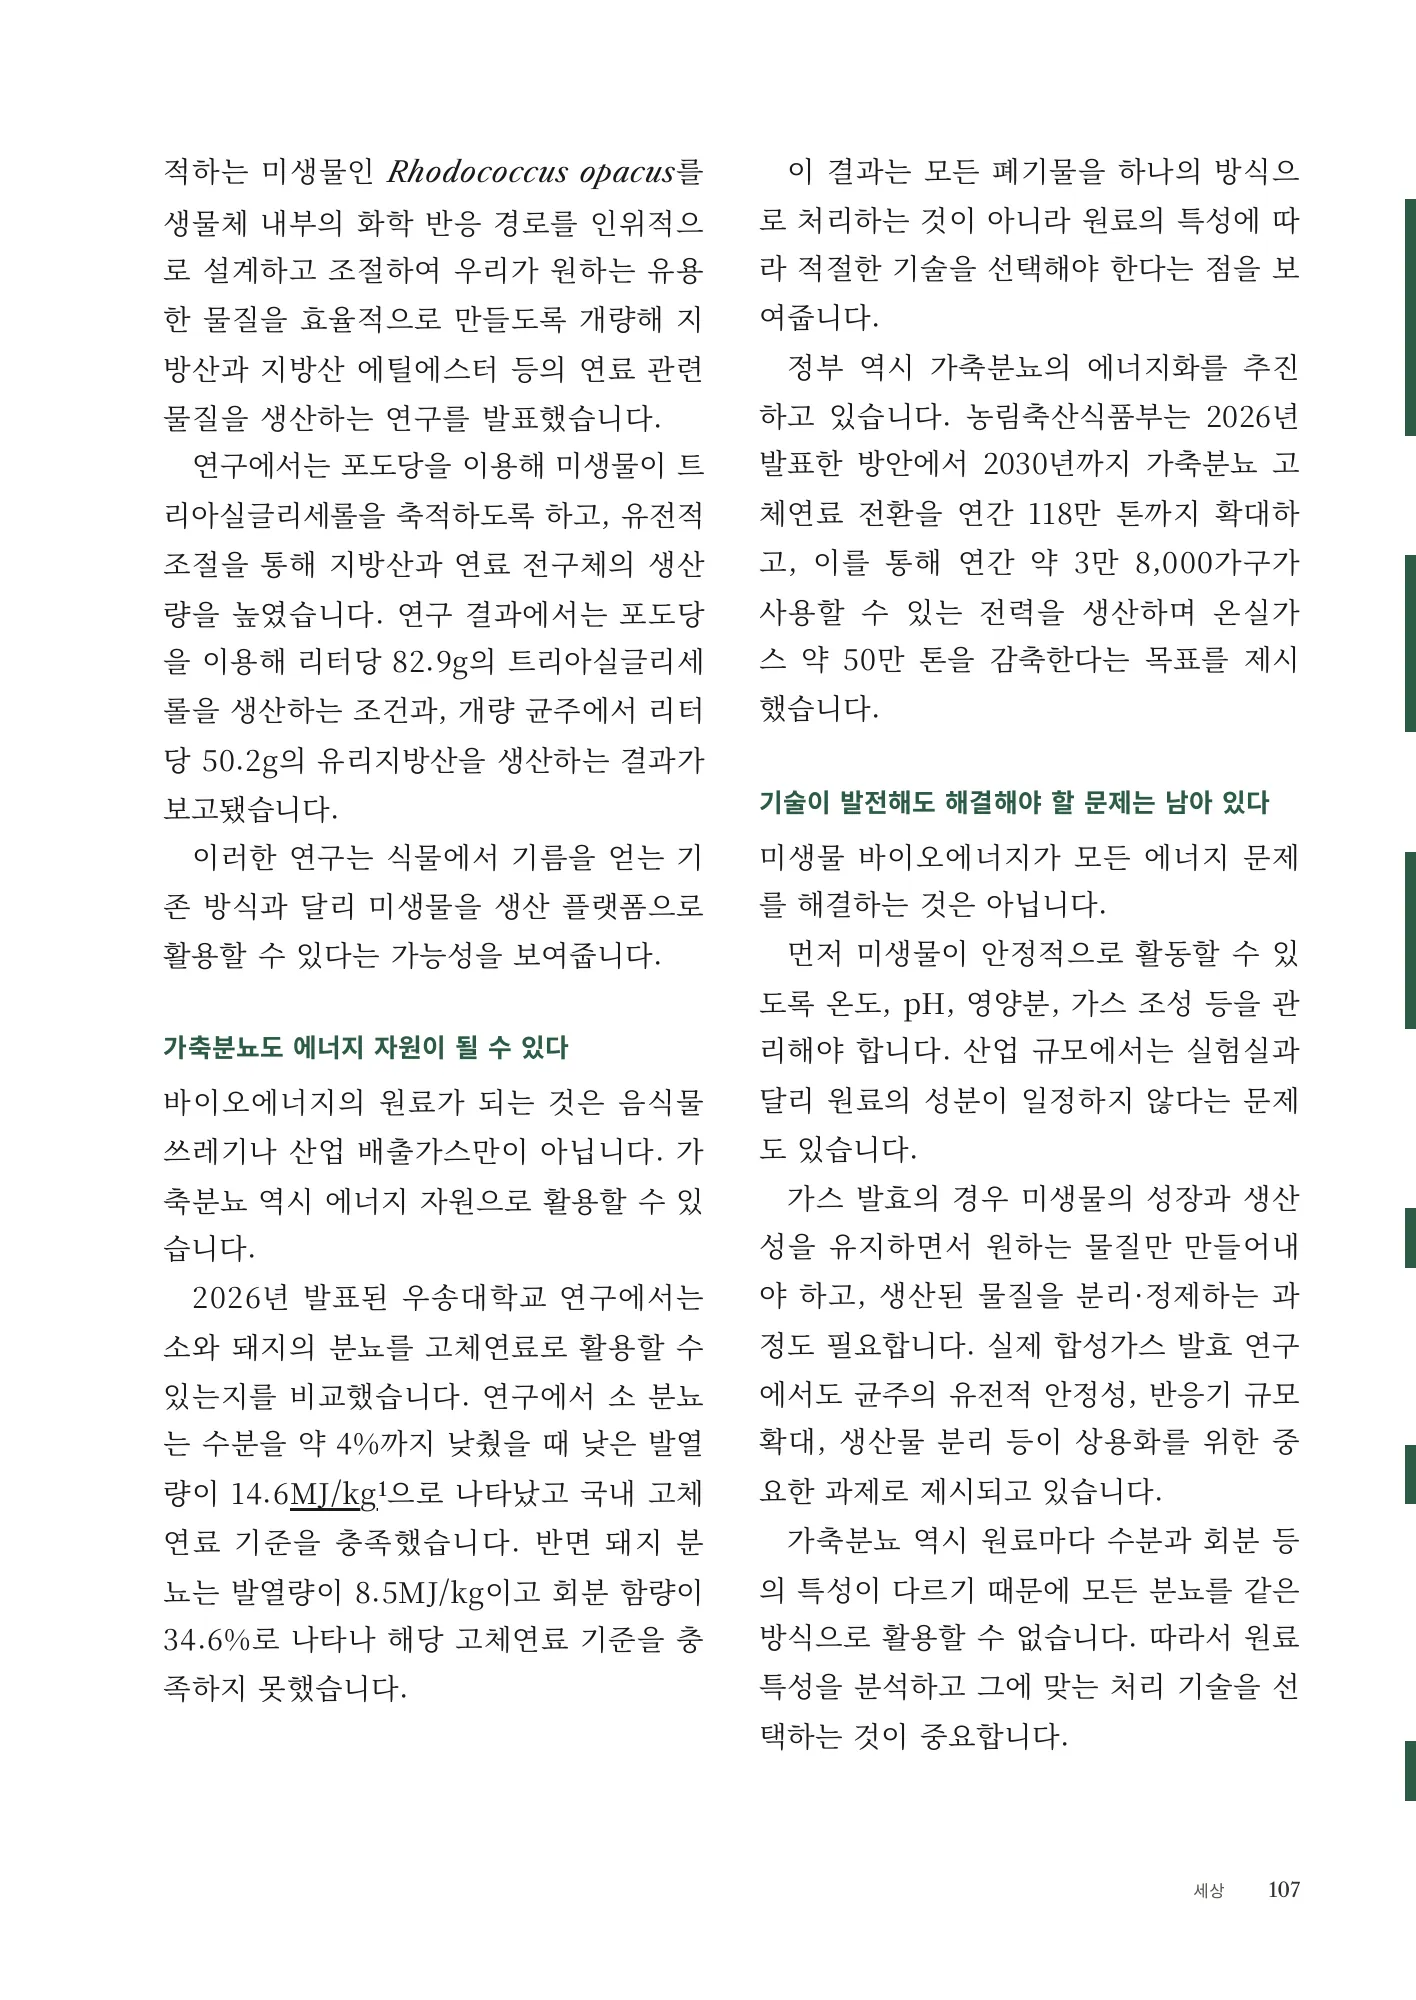 적하는 미생물인 Rhodococcus opacus를
생물체 내부의 화학 반응 경로를 인위적으
로 설계하고 조절하여 우리가 원하는 유용
한 물질을 효율적으로 만들도록 개량해 지
방산과 지방산 에틸에스터 등의 연료 관련
물질을 생산하는 연구를 발표했습니다.
연구에서는 포도당을 이용해 미생물이 트
리아실글리세롤을 축적하도록 하고, 유전적
조절을 통해 지방산과 연료 전구체의 생산
량을 높였습니다. 연구 결과에서는 포도당
을 이용해 리터당 82.9g의 트리아실글리세
롤을 생산하는 조건과, 개량 균주에서 리터
당 50.2g의 유리지방산을 생산하는 결과가
보고됐습니다.
이러한 연구는 식물에서 기름을 얻는 기
존 방식과 달리 미생물을 생산 플랫폼으로
활용할 수 있다는 가능성을 보여줍니다.
가축분뇨도 에너지 자원이 될 수 있다
바이오에너지의 원료가 되는 것은 음식물
쓰레기나 산업 배출가스만이 아닙니다. 가
축분뇨 역시 에너지 자원으로 활용할 수 있
습니다.
2026년 발표된 우송대학교 연구에서는
소와 돼지의 분뇨를 고체연료로 활용할 수
있는지를 비교했습니다. 연구에서 소 분뇨
는 수분을 약 4%까지 낮췄을 때 낮은 발열
량이 14.6MJ/kg¹으로 나타났고 국내 고체
연료 기준을 충족했습니다. 반면 돼지 분
뇨는 발열량이 8.5MJ/kg이고 회분 함량이
34.6%로 나타나 해당 고체연료 기준을 충
족하지 못했습니다.
이 결과는 모든 폐기물을 하나의 방식으
로 처리하는 것이 아니라 원료의 특성에 따
라 적절한 기술을 선택해야 한다는 점을 보
여줍니다.
정부 역시 가축분뇨의 에너지화를 추진
하고 있습니다. 농림축산식품부는 2026년
발표한 방안에서 2030년까지 가축분뇨 고
체연료 전환을 연간 118만 톤까지 확대하
고, 이를 통해 연간 약 3만 8,000가구가
사용할 수 있는 전력을 생산하며 온실가
스 약 50만 톤을 감축한다는 목표를 제시
했습니다.
기술이 발전해도 해결해야 할 문제는 남아 있다
미생물 바이오에너지가 모든 에너지 문제
를 해결하는 것은 아닙니다.
먼저 미생물이 안정적으로 활동할 수 있
도록 온도, pH, 영양분, 가스 조성 등을 관
리해야 합니다. 산업 규모에서는 실험실과
달리 원료의 성분이 일정하지 않다는 문제
도 있습니다.
가스 발효의 경우 미생물의 성장과 생산
성을 유지하면서 원하는 물질만 만들어내
야 하고, 생산된 물질을 분리·정제하는 과
정도 필요합니다. 실제 합성가스 발효 연구
에서도 균주의 유전적 안정성, 반응기 규모
확대, 생산물 분리 등이 상용화를 위한 중
요한 과제로 제시되고 있습니다.
가축분뇨 역시 원료마다 수분과 회분 등
의 특성이 다르기 때문에 모든 분뇨를 같은
방식으로 활용할 수 없습니다. 따라서 원료
특성을 분석하고 그에 맞는 처리 기술을 선
택하는 것이 중요합니다.
세상 107